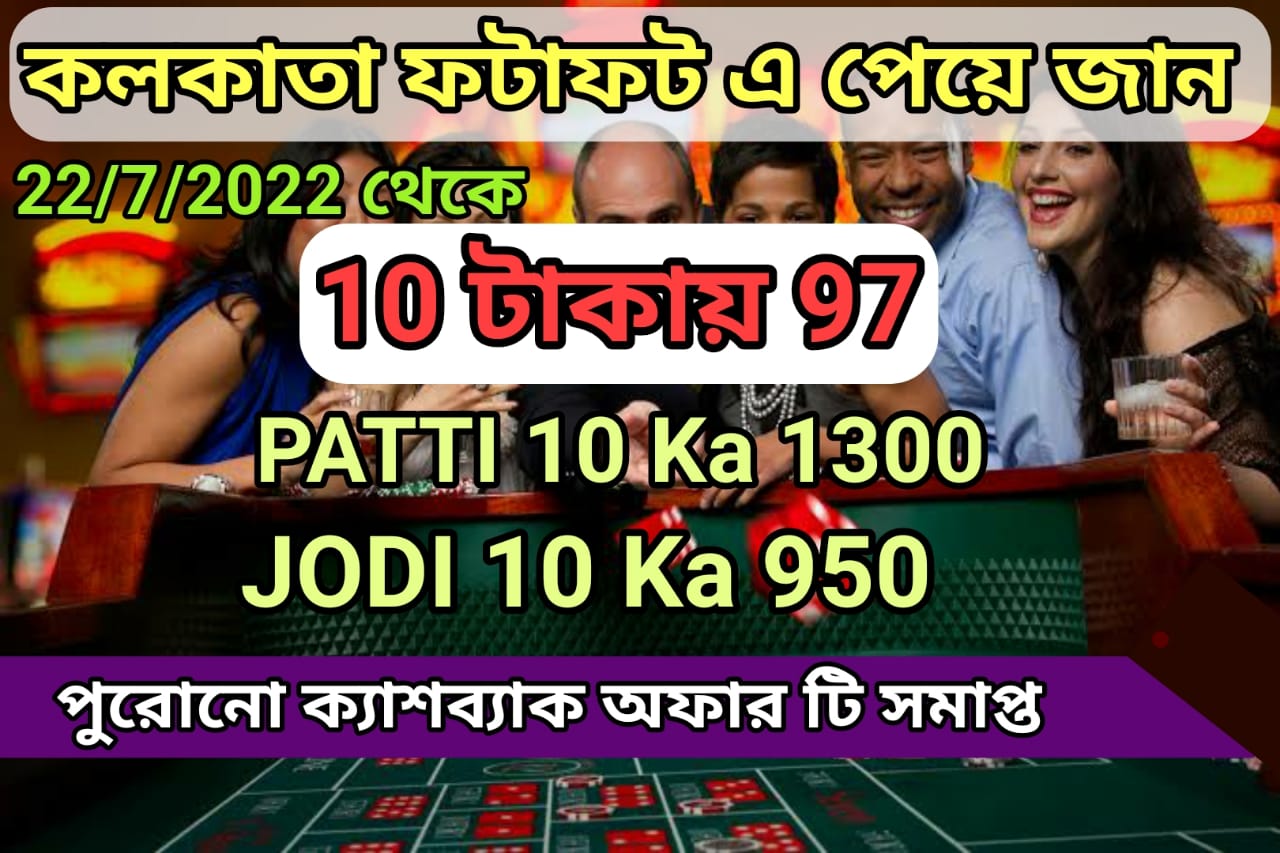 কলকাতা ফটাফট এ পেয়ে জান
22/7/2022 থেকে
10 টাকায় 97
PATTI 10 Ka 1300
JODI 10 Ka 950
পুরোনো ক্যাশব্যাক অফার টি সমাপ্ত